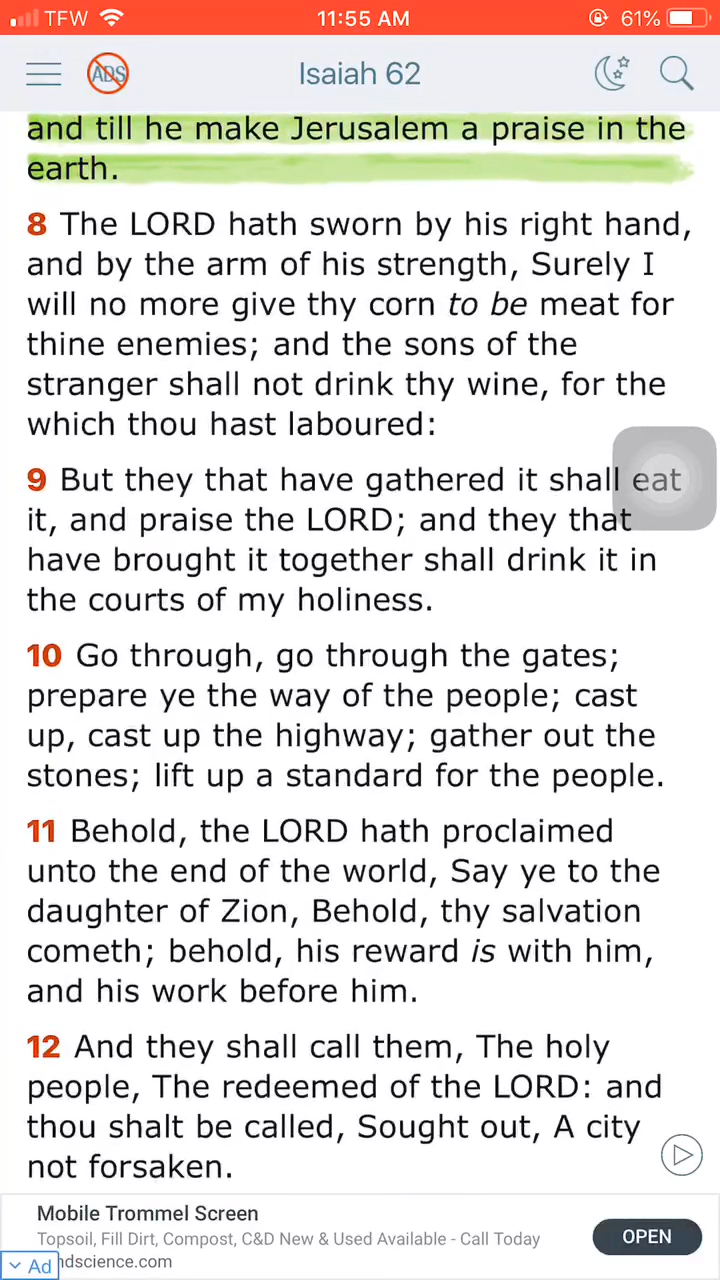 TFW 11:55 AM 61%
ADS Isaiah 62
and till he make Jerusalem a praise in the
earth.
8 The LORD hath sworn by his right hand,
and by the arm of his strength, Surely I
will no more give thy corn to be meat for
thine enemies; and the sons of the
stranger shall not drink thy wine, for the
which thou hast laboured:
9 But they that have gathered it shall eat
it, and praise the LORD; and they that
have brought it together shall drink it in
the courts of my holiness.
10 Go through, go through the gates;
prepare ye the way of the people; cast
up, cast up the highway; gather out the
stones; lift up a standard for the people.
11 Behold, the LORD hath proclaimed
unto the end of the world, Say ye to the
daughter of Zion, Behold, thy salvation
cometh; behold, his reward is with him,
and his work before him.
12 And they shall call them, The holy
people, The redeemed of the LORD: and
thou shalt be called, Sought out, A city
not forsaken.
Mobile Trommel Screen
Topsoil, Fill Dirt, Compost, C&D New & Used Available - Call Today
OPEN
Ad